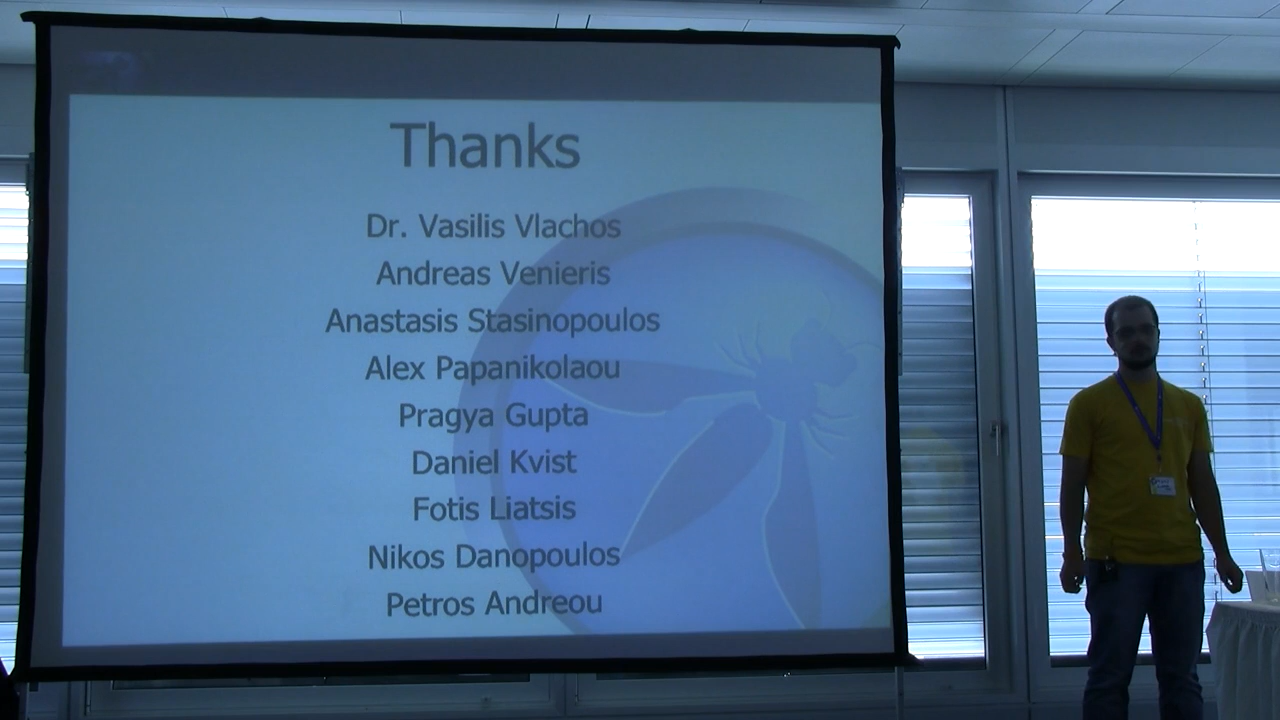 Thanks
Dr. Vasilis Vlachos
Andreas Venieris
Anastasis Stasinopoulos
Alex Papanikolaou
Pragya Gupta
Daniel Kvist
Fotis Liatsis
Nikos Danopoulos
Petros Andreou